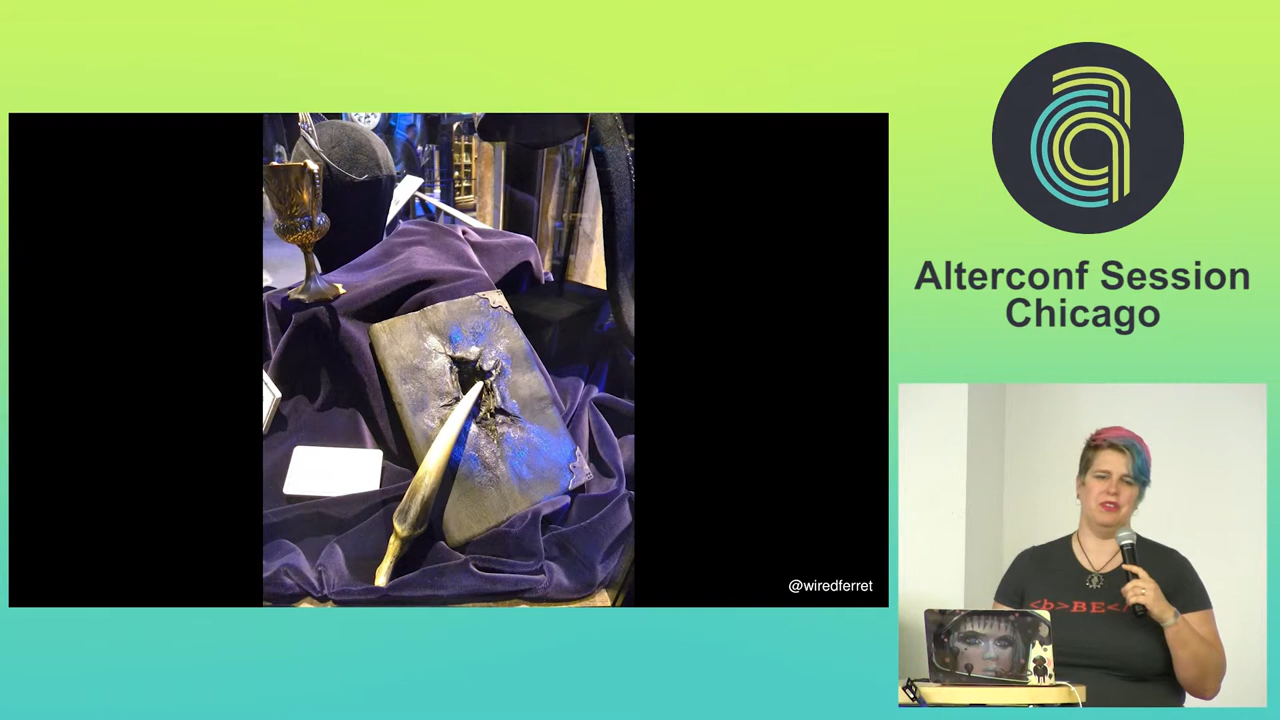 @wiredferret
Alterconf Session
Chicago
<b>BE</